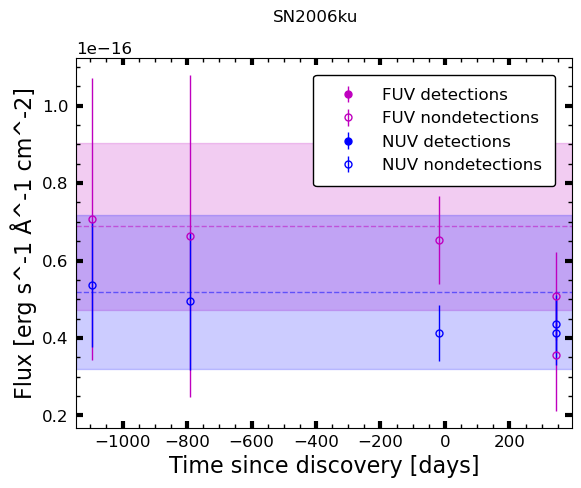 SN2006ku
1e−16
FUV detections
FUV nondetections
NUV detections
NUV nondetections
1.0
0.8
0.6
0.4
0.2
Flux [erg s^-1 Å^-1 cm^-2]
−1000 −800 −600 −400 −200 0 200
Time since discovery [days]